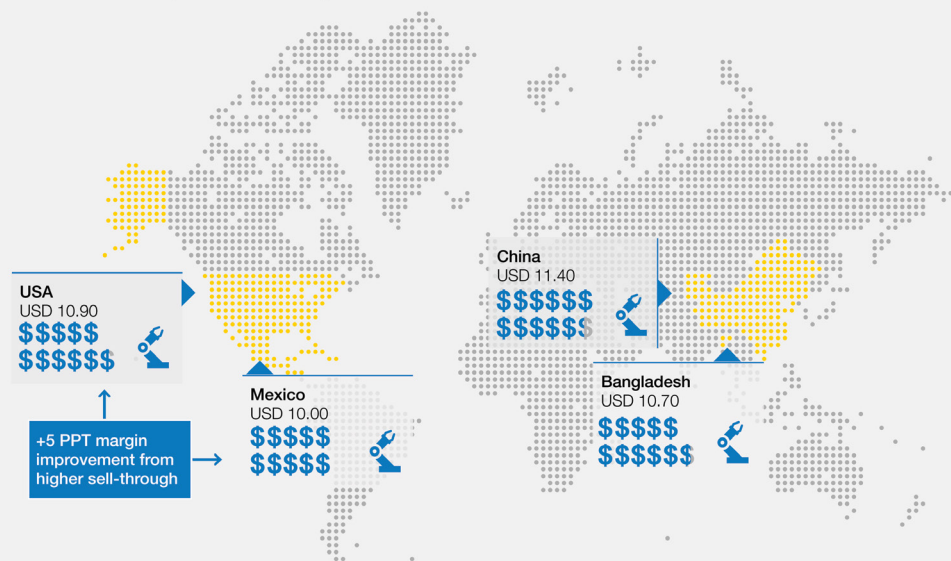 China
USD 11.40
$$$$$$
$$$$$$
USA
USD 10.90
$$$$$
$$$$$$
Bangladesh
USD 10.70
$$$$$
$$$$$$
Mexico
USD 10.00
$$$$$
$$$$$
+5 PPT margin
improvement from
higher sell-through